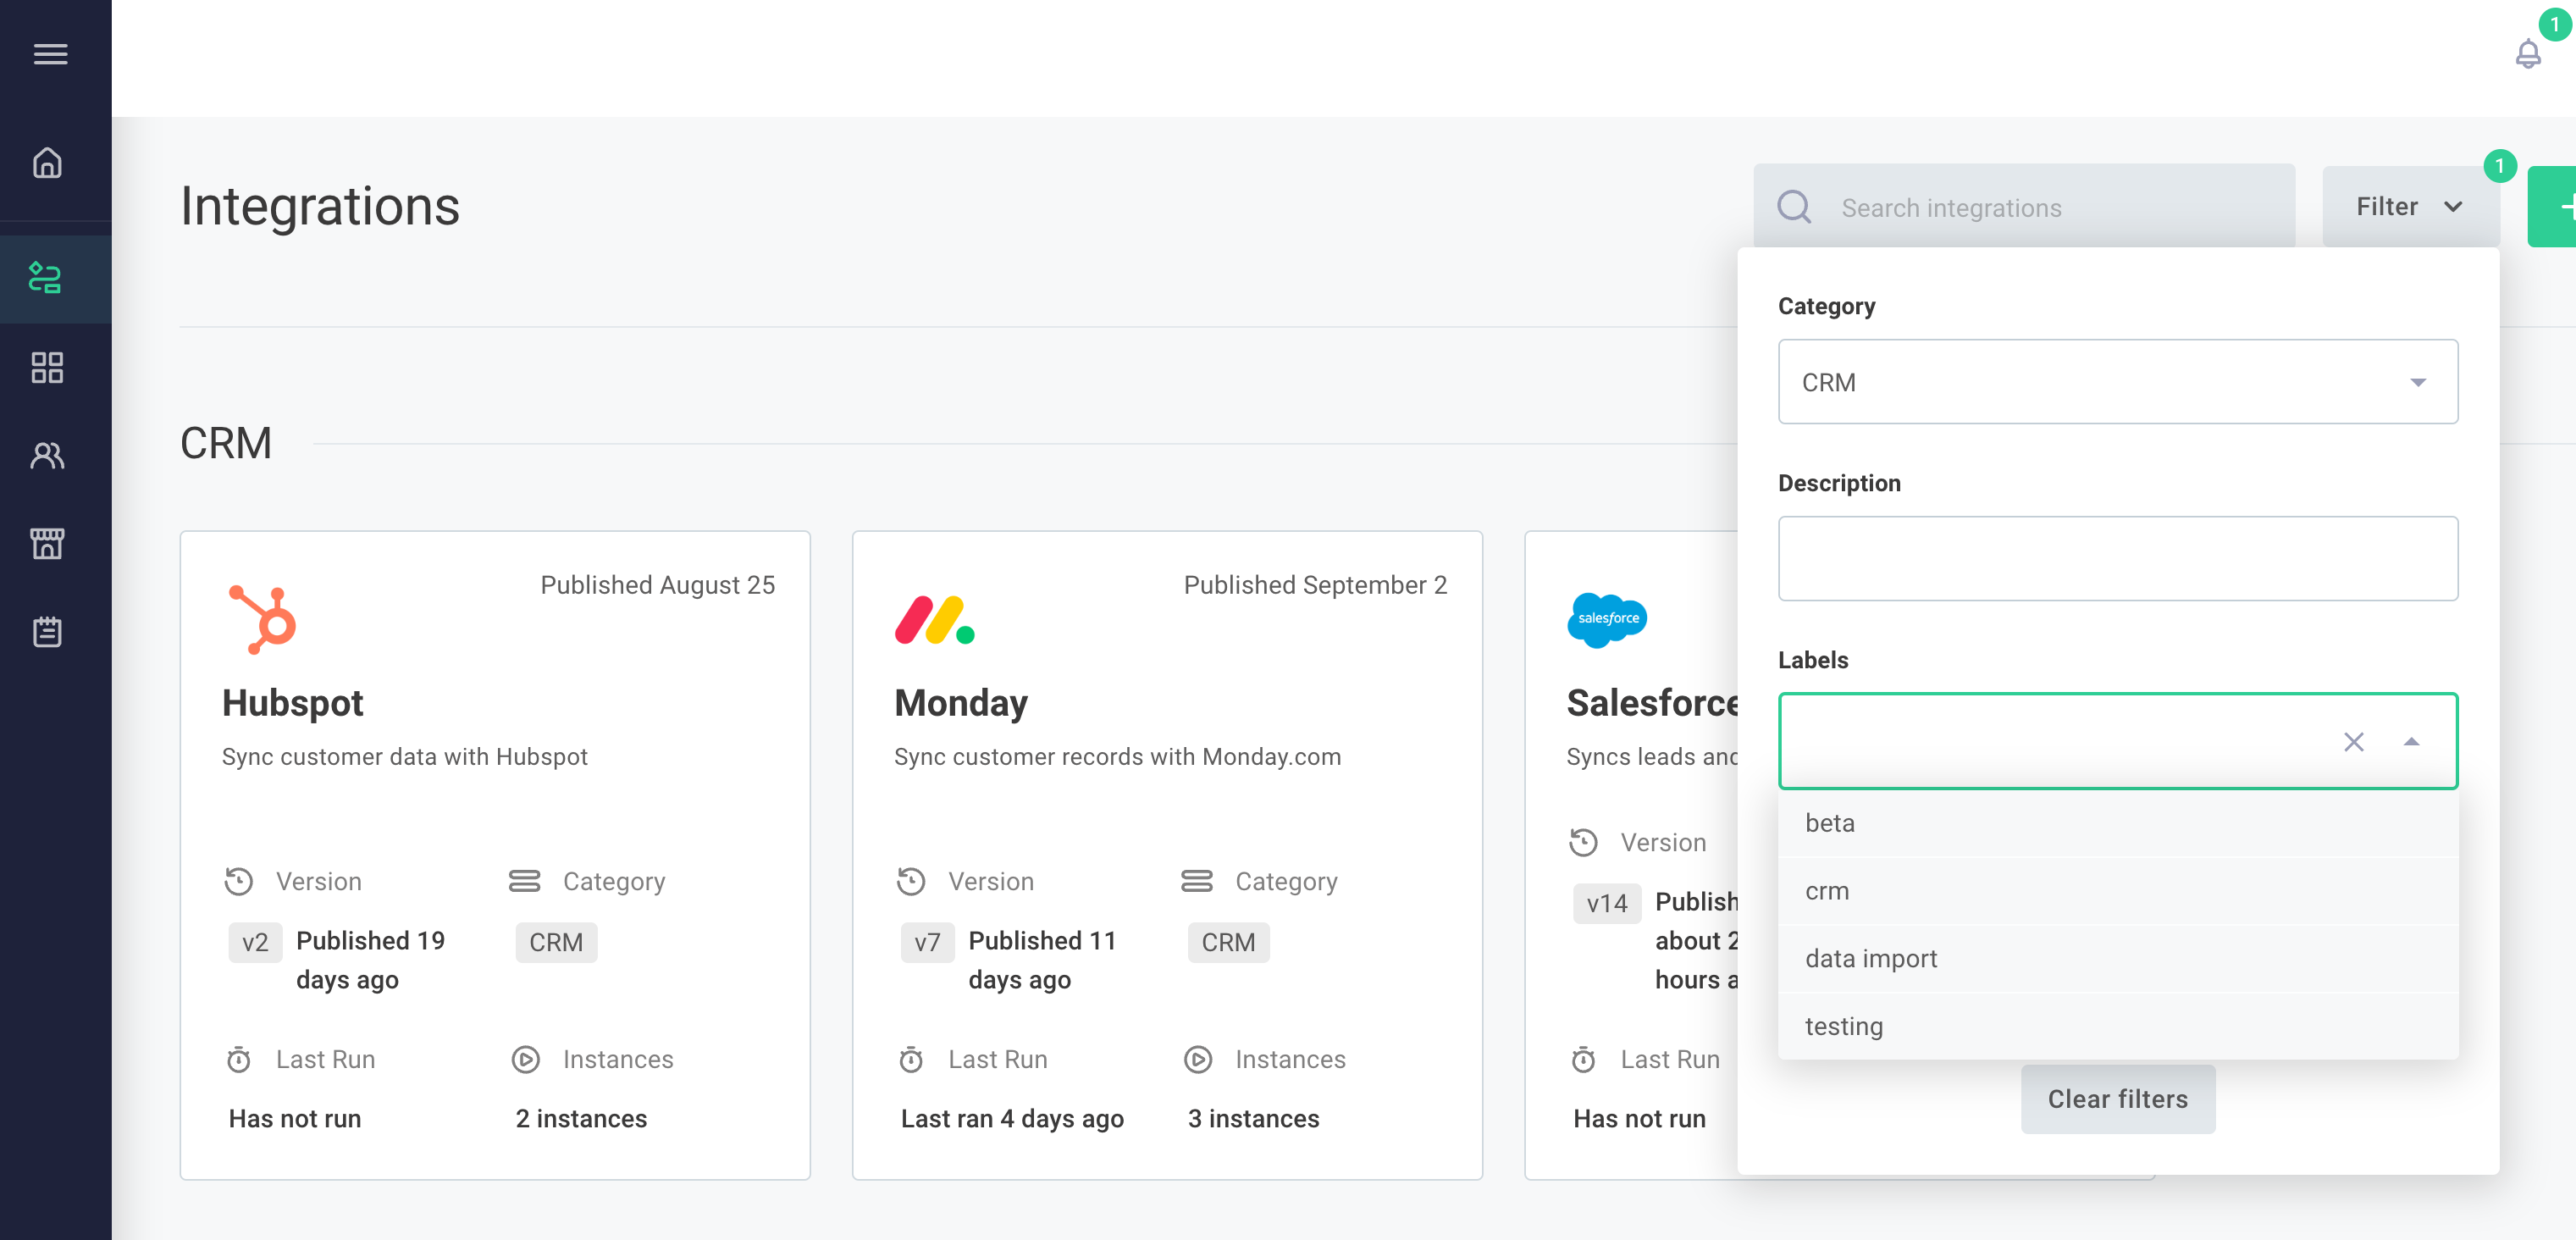 1
Integrations
Search integrations
Filter
1
Category
CRM
Description
Labels
beta
crm
data import
testing
Clear filters
CRM
Published August 25
Hubspot
Sync customer data with Hubspot
Version
Category
v2
Published 19
days ago
CRM
Last Run
Instances
Has not run
2 instances
Published September 2
Monday
Sync customer records with Monday.com
Version
Category
v7
Published 11
days ago
CRM
Last Run
Instances
Last ran 4 days ago
3 instances
salesforce
Salesforce
Syncs leads and
Version
v14
Publish
about 2
hours a
Last Run
Has not run